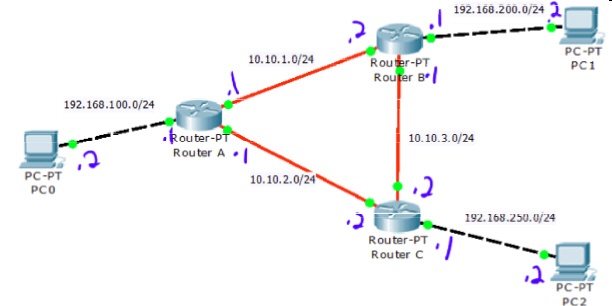 192.168.200.0/24
.2
.1
.2
PC-PT
PC1
10.10.1.0/24
Router-PT
Router B
.1
.1
192.168.100.0/24
.1
Router-PT
Router A
.1
.2
PC-PT
PC0
10.10.3.0/24
10.10.2.0/24
.2
.2
192.168.250.0/24
Router-PT
Router C
.1
.2
PC-PT
PC2